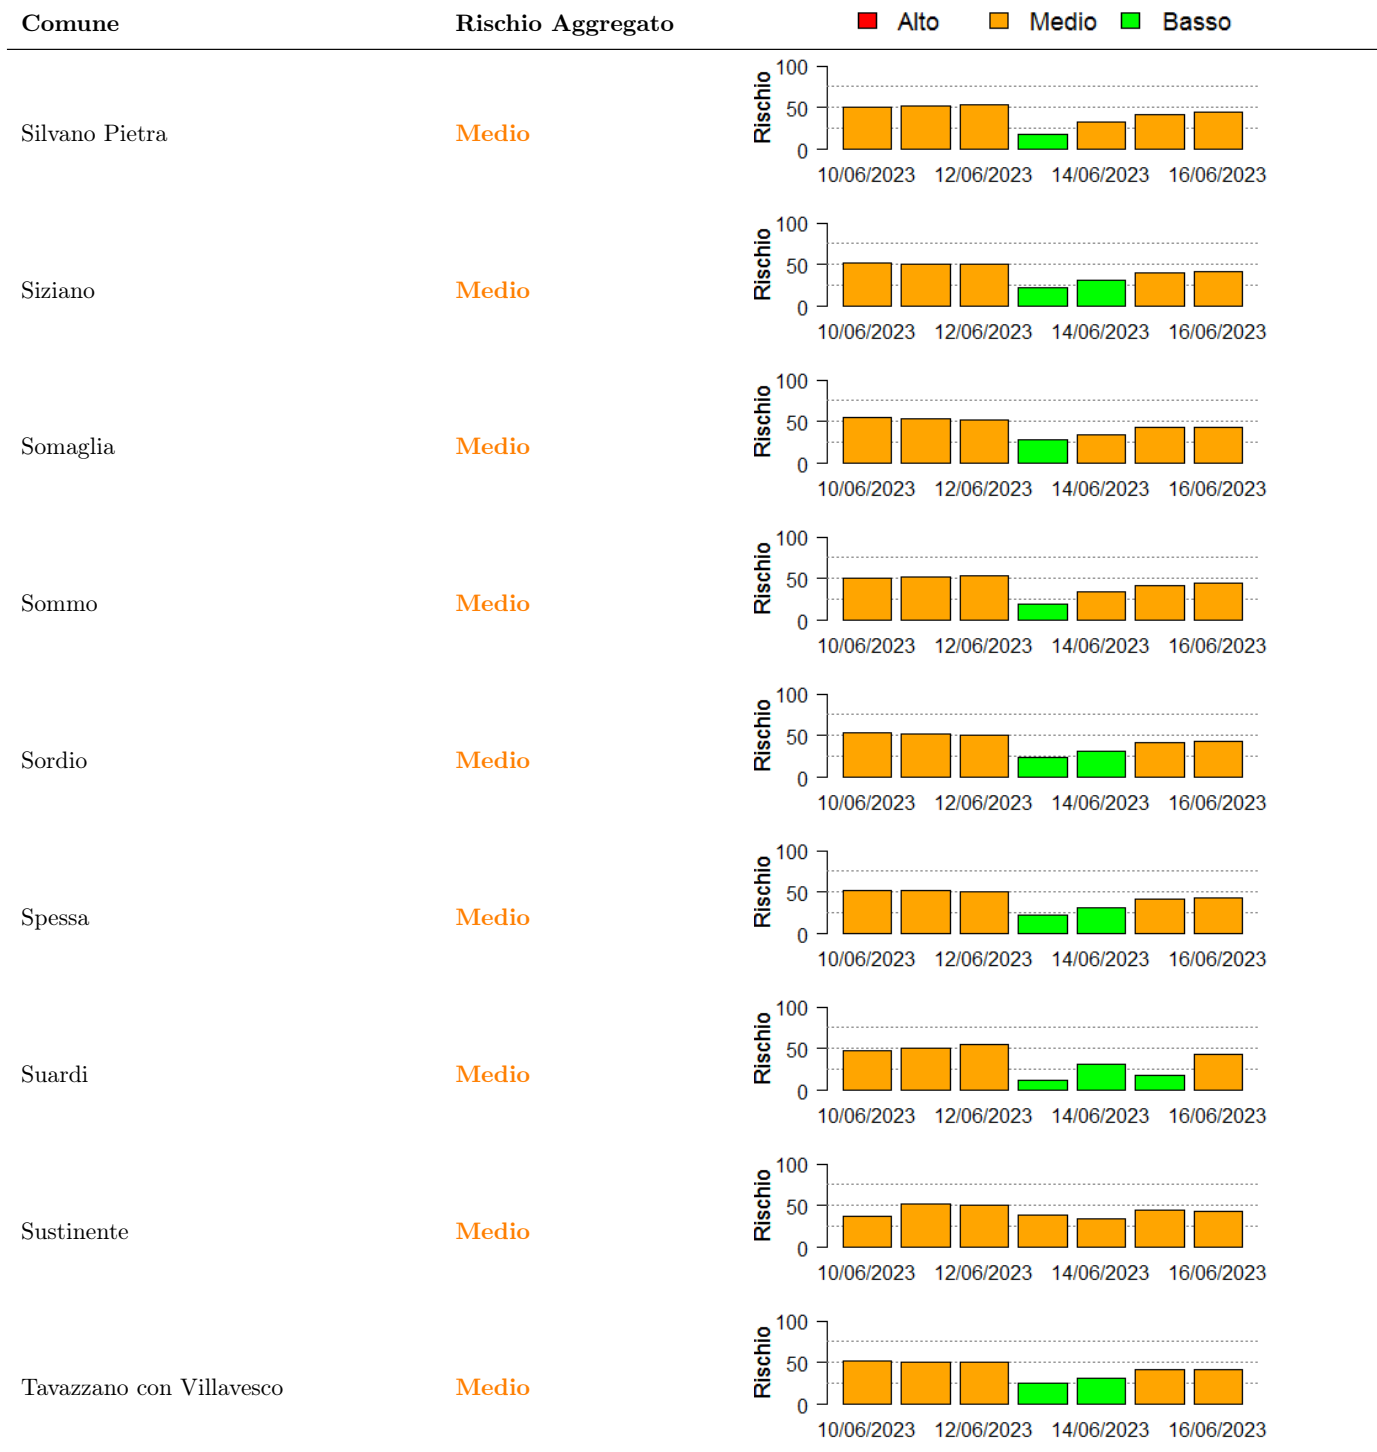 Comune Rischio Aggregato Alto Medio Basso
100
50
0
Rischio
Silvano Pietra Medio
10/06/2023 12/06/2023 14/06/2023 16/06/2023
100
50
0
Rischio
Siziano Medio
10/06/2023 12/06/2023 14/06/2023 16/06/2023
100
50
0
Rischio
Somaglia Medio
10/06/2023 12/06/2023 14/06/2023 16/06/2023
100
50
0
Rischio
Sommo Medio
10/06/2023 12/06/2023 14/06/2023 16/06/2023
100
50
0
Rischio
Sordio Medio
10/06/2023 12/06/2023 14/06/2023 16/06/2023
100
50
0
Rischio
Spessa Medio
10/06/2023 12/06/2023 14/06/2023 16/06/2023
100
50
0
Rischio
Suardi Medio
10/06/2023 12/06/2023 14/06/2023 16/06/2023
100
50
0
Rischio
Sustinente Medio
10/06/2023 12/06/2023 14/06/2023 16/06/2023
100
50
0
Rischio
Tavazzano con Villavesco Medio
10/06/2023 12/06/2023 14/06/2023 16/06/2023